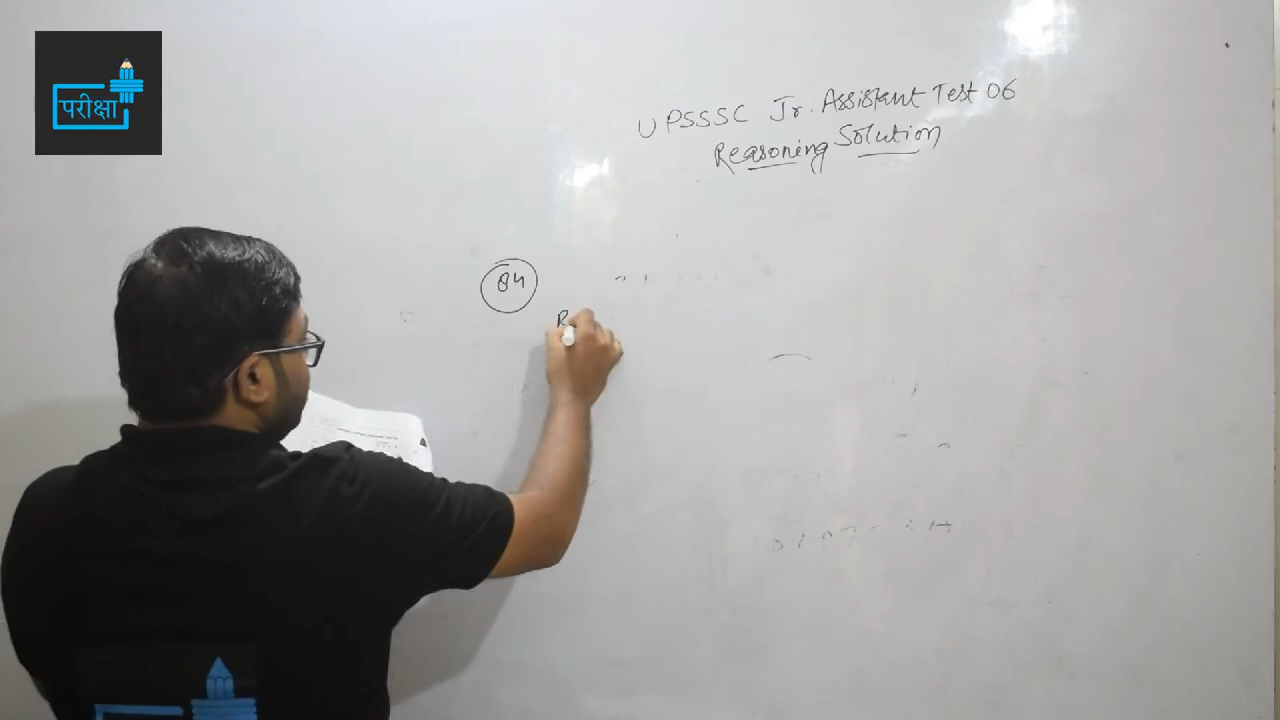 परीक्षा
UPSSSC Jr. Assistant Test 06
Reasoning Solution
84
R